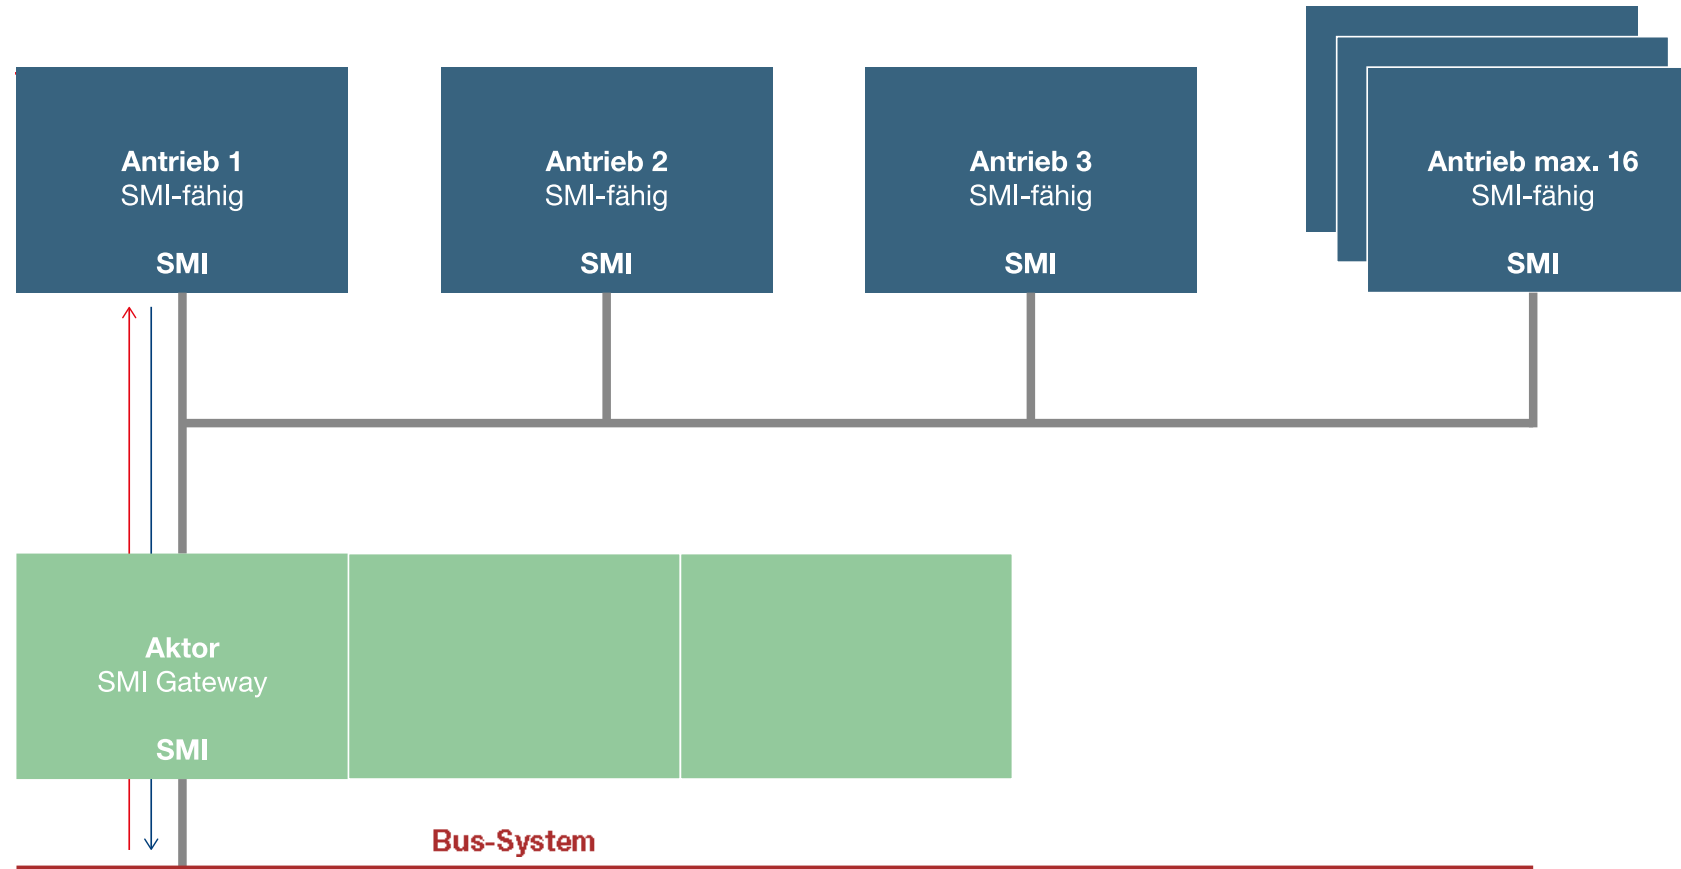 Antrieb 1
SMI-fähig
SMI
Antrieb 2
SMI-fähig
SMI
Antrieb 3
SMI-fähig
SMI
Antrieb max. 16
SMI-fähig
SMI
Aktor
SMI Gateway
SMI
Bus-System